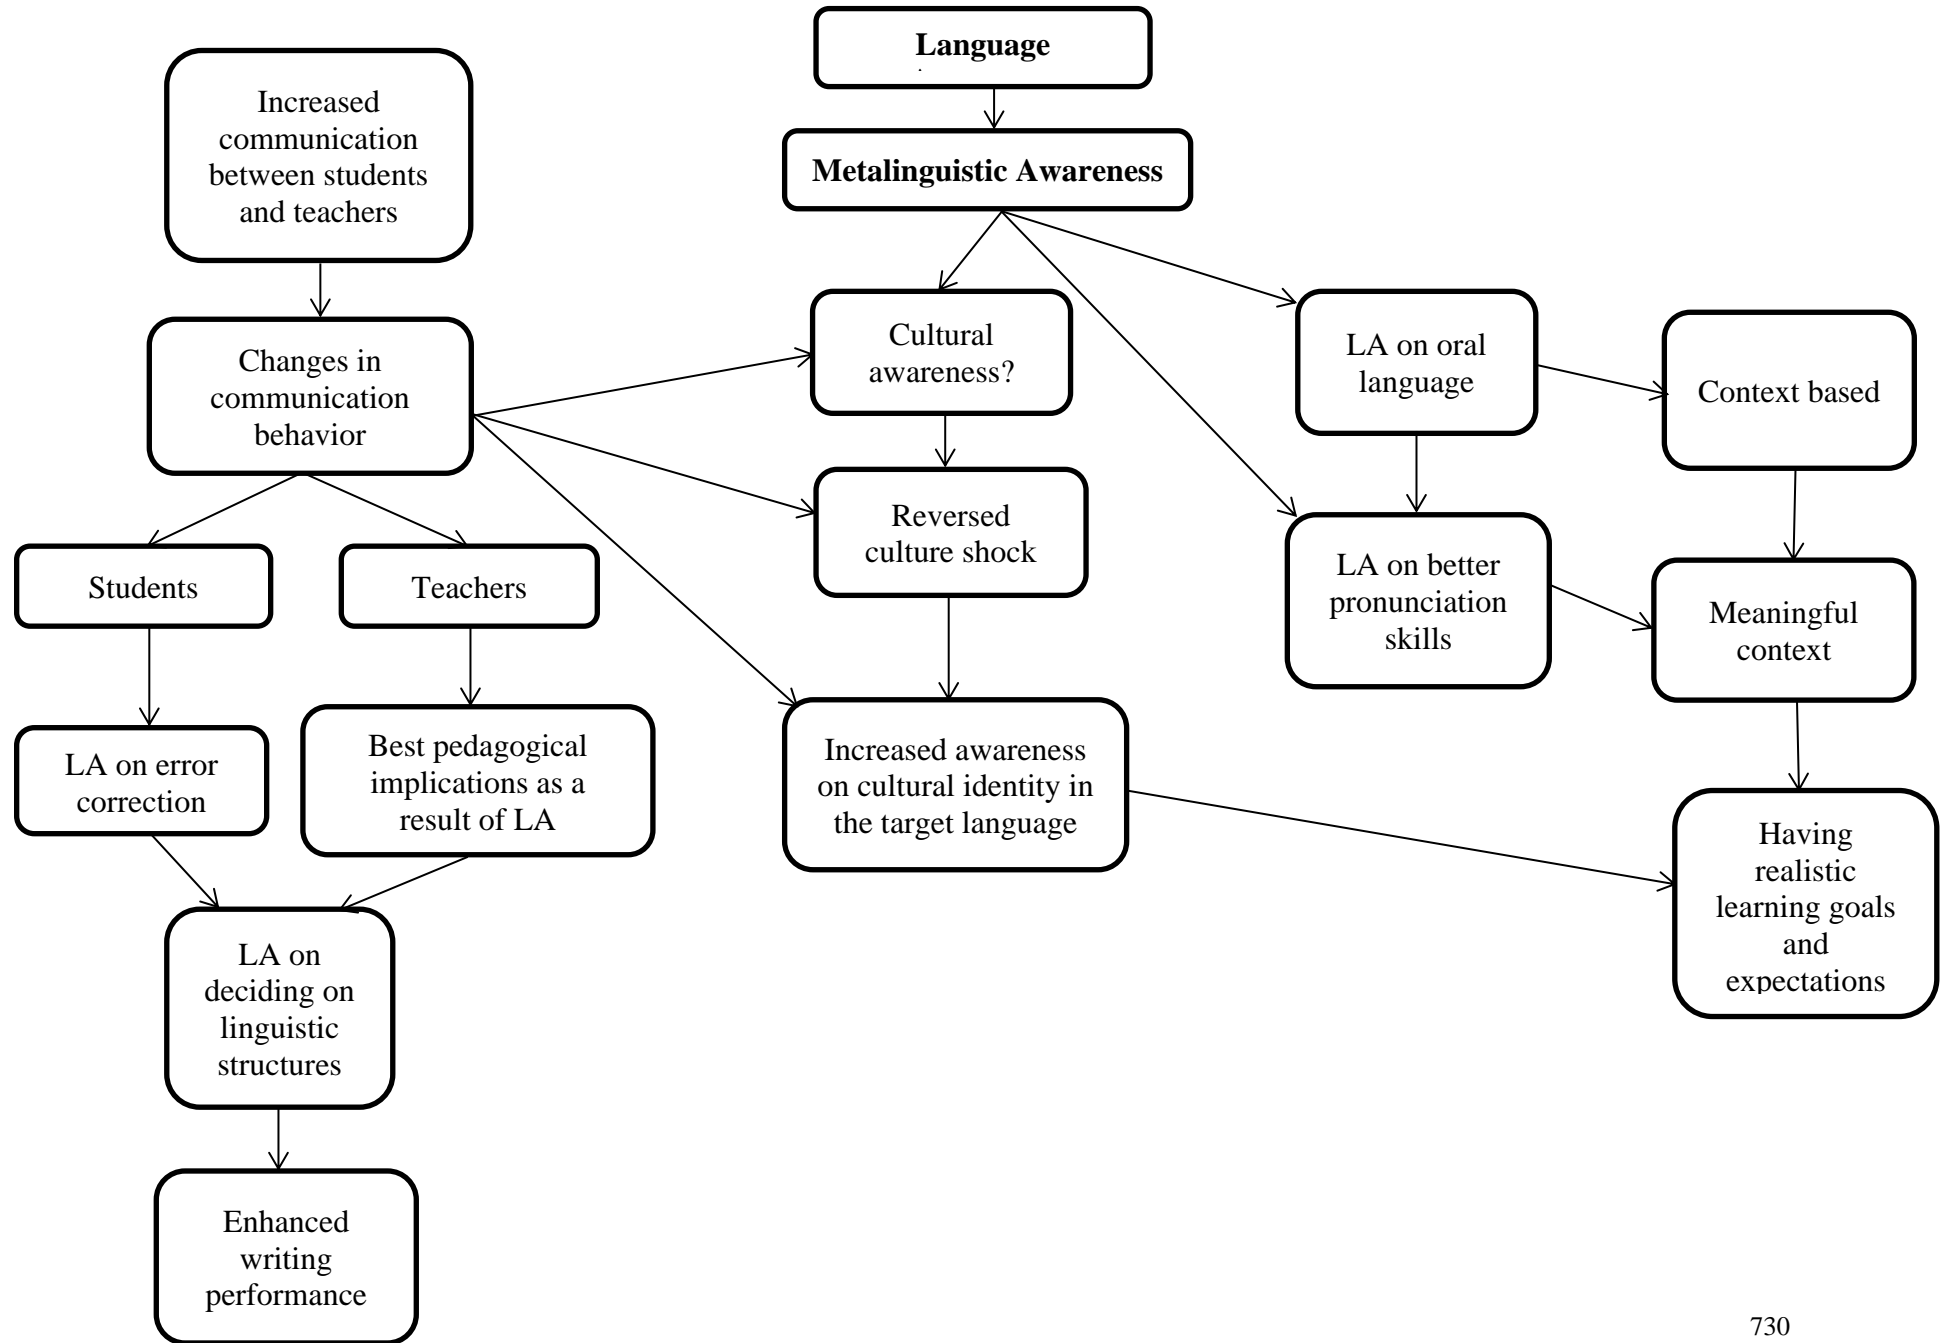 Language
Increased
communication
between students
and teachers
Metalinguistic Awareness
Cultural
awareness?
LA on oral
language
Context based
Changes in
communication
behavior
Reversed
culture shock
LA on better
pronunciation
skills
Meaningful
context
Students
Teachers
LA on error
correction
Best pedagogical
implications as a
result of LA
Increased awareness
on cultural identity in
the target language
Having
realistic
learning goals
and
expectations
LA on
deciding on
linguistic
structures
Enhanced
writing
performance
730